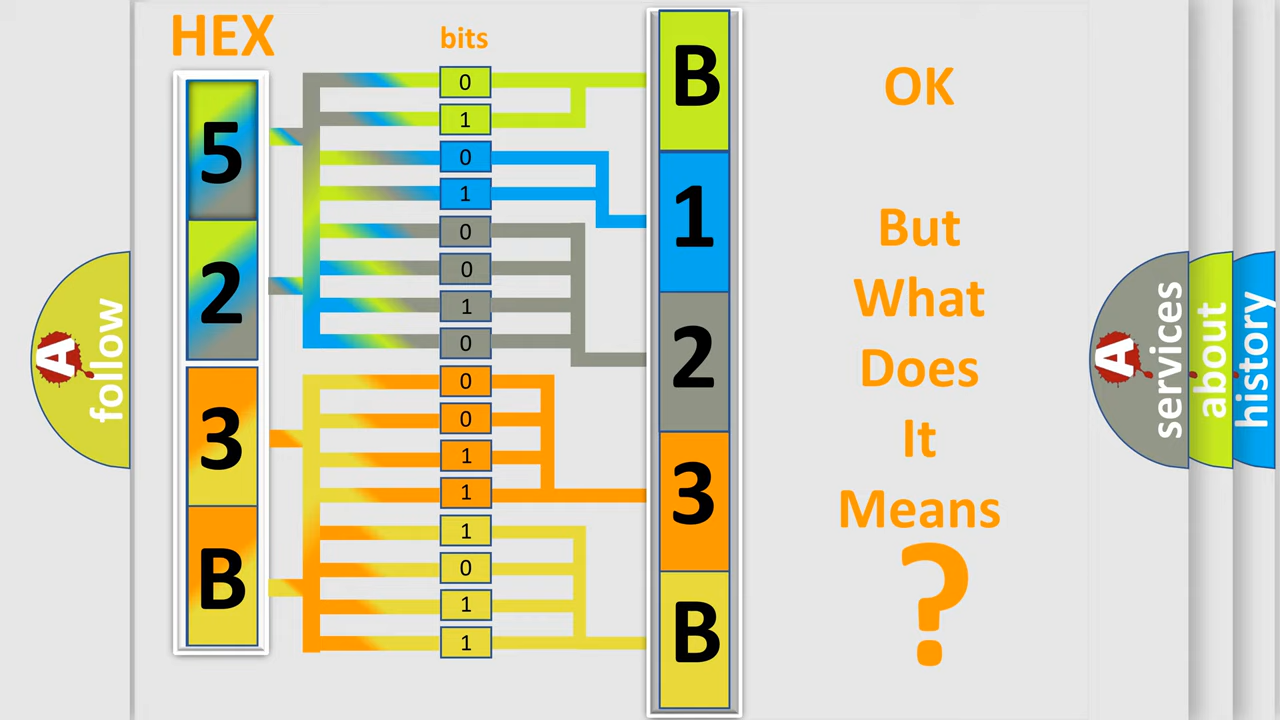 HEX
bits
5
2
3
B
0
1
0
1
0
0
1
0
0
0
1
1
1
0
1
1
B
1
2
3
B
OK
But
What
Does
It
Means
?
A
follow
A
services
about
history